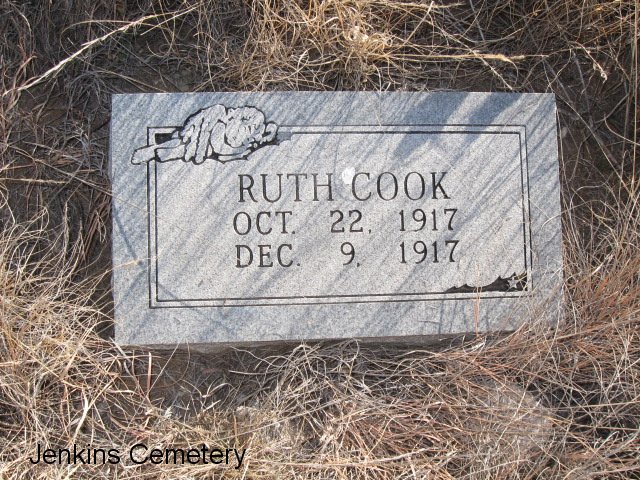 RUTH COOK
OCT. 22, 1917
DEC. 9, 1917
Jenkins Cemetery